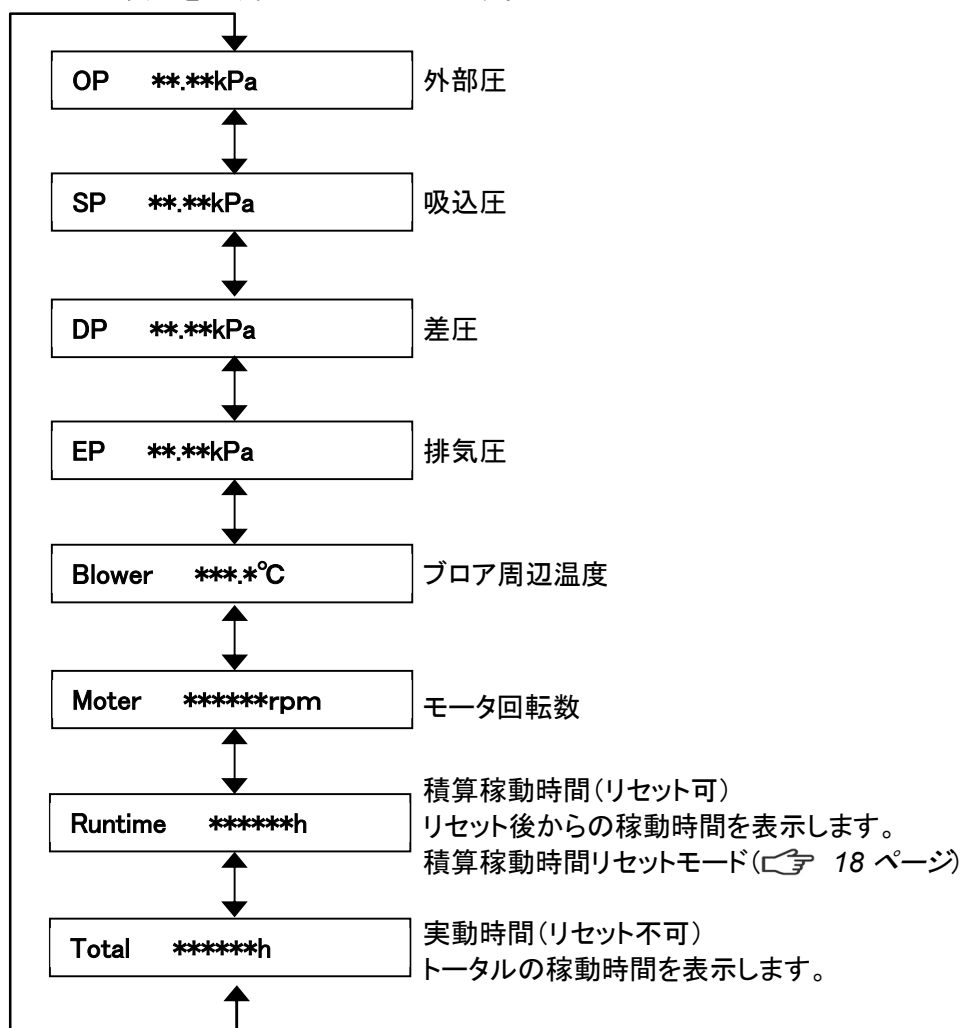 OP **.**kPa 外部圧
SP **.**kPa 吸込圧
DP **.**kPa 差圧
EP **.**kPa 排気圧
Blower ***.*℃ ブロア周辺温度
Moter ******rpm モータ回転数
積算稼動時間(リセット可)
Runtime ******h リセット後からの稼動時間を表示します。
積算稼動時間リセットモード(☞ 18 ページ)
実動時間(リセット不可)
Total ******h トータルの稼動時間を表示します。